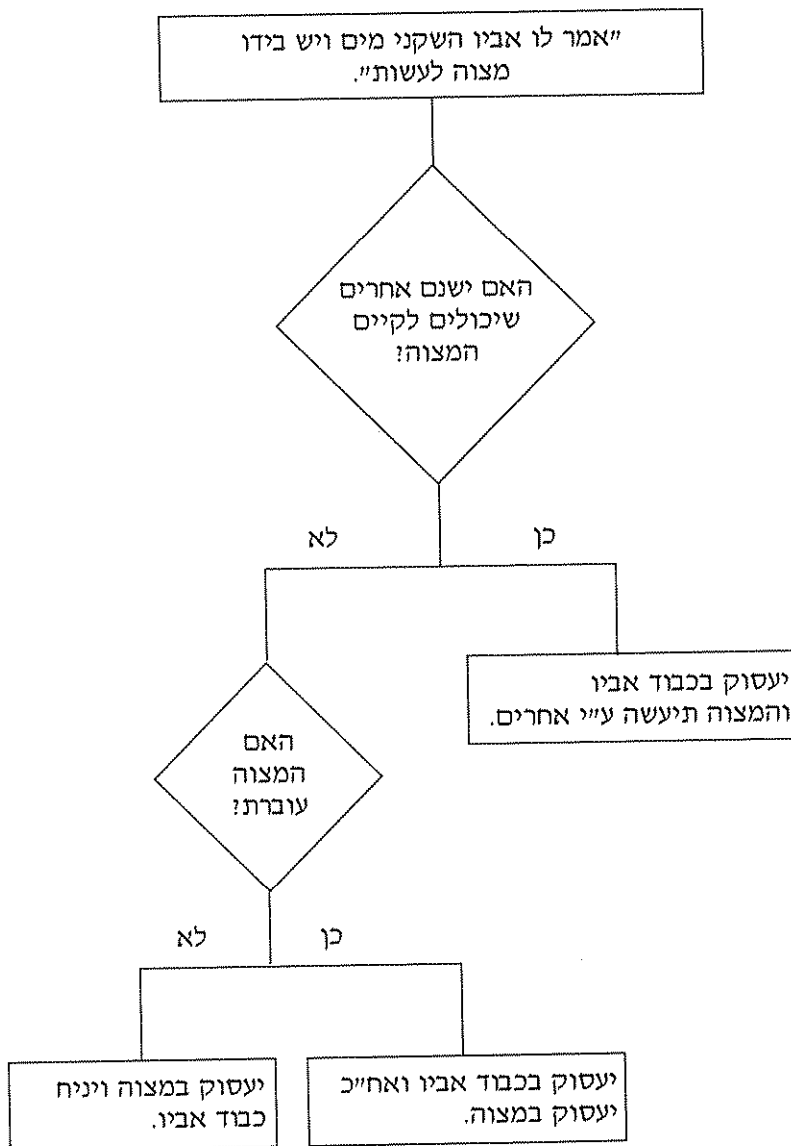 ״אמר לו אביו השקני מים ויש בידו
מצוה לעשות״.
האם ישנם אחרים
שיכולים לקיים
המצוה?
כן
לא
יעסוק בכבוד אביו
והמצוה תיעשה ע״י אחרים.
האם
המצוה
עוברת?
כן
לא
יעסוק בכבוד אביו ואח״כ
יעסוק במצוה.
יעסוק במצוה ויניח
כבוד אביו.